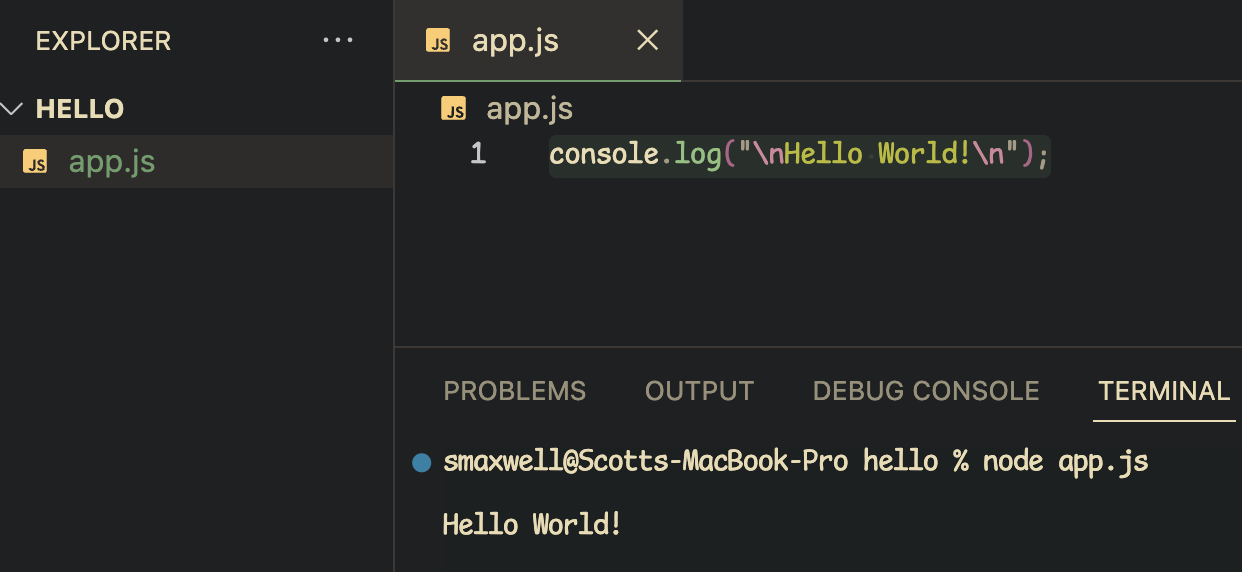 EXPLORER ...
HELLO
JS app.js
JS app.js
JS app.js
1 console.log("\nHello World!\n");
PROBLEMS OUTPUT DEBUG CONSOLE TERMINAL
smaxwell@Scotts-MacBook-Pro hello % node app.js
Hello World!